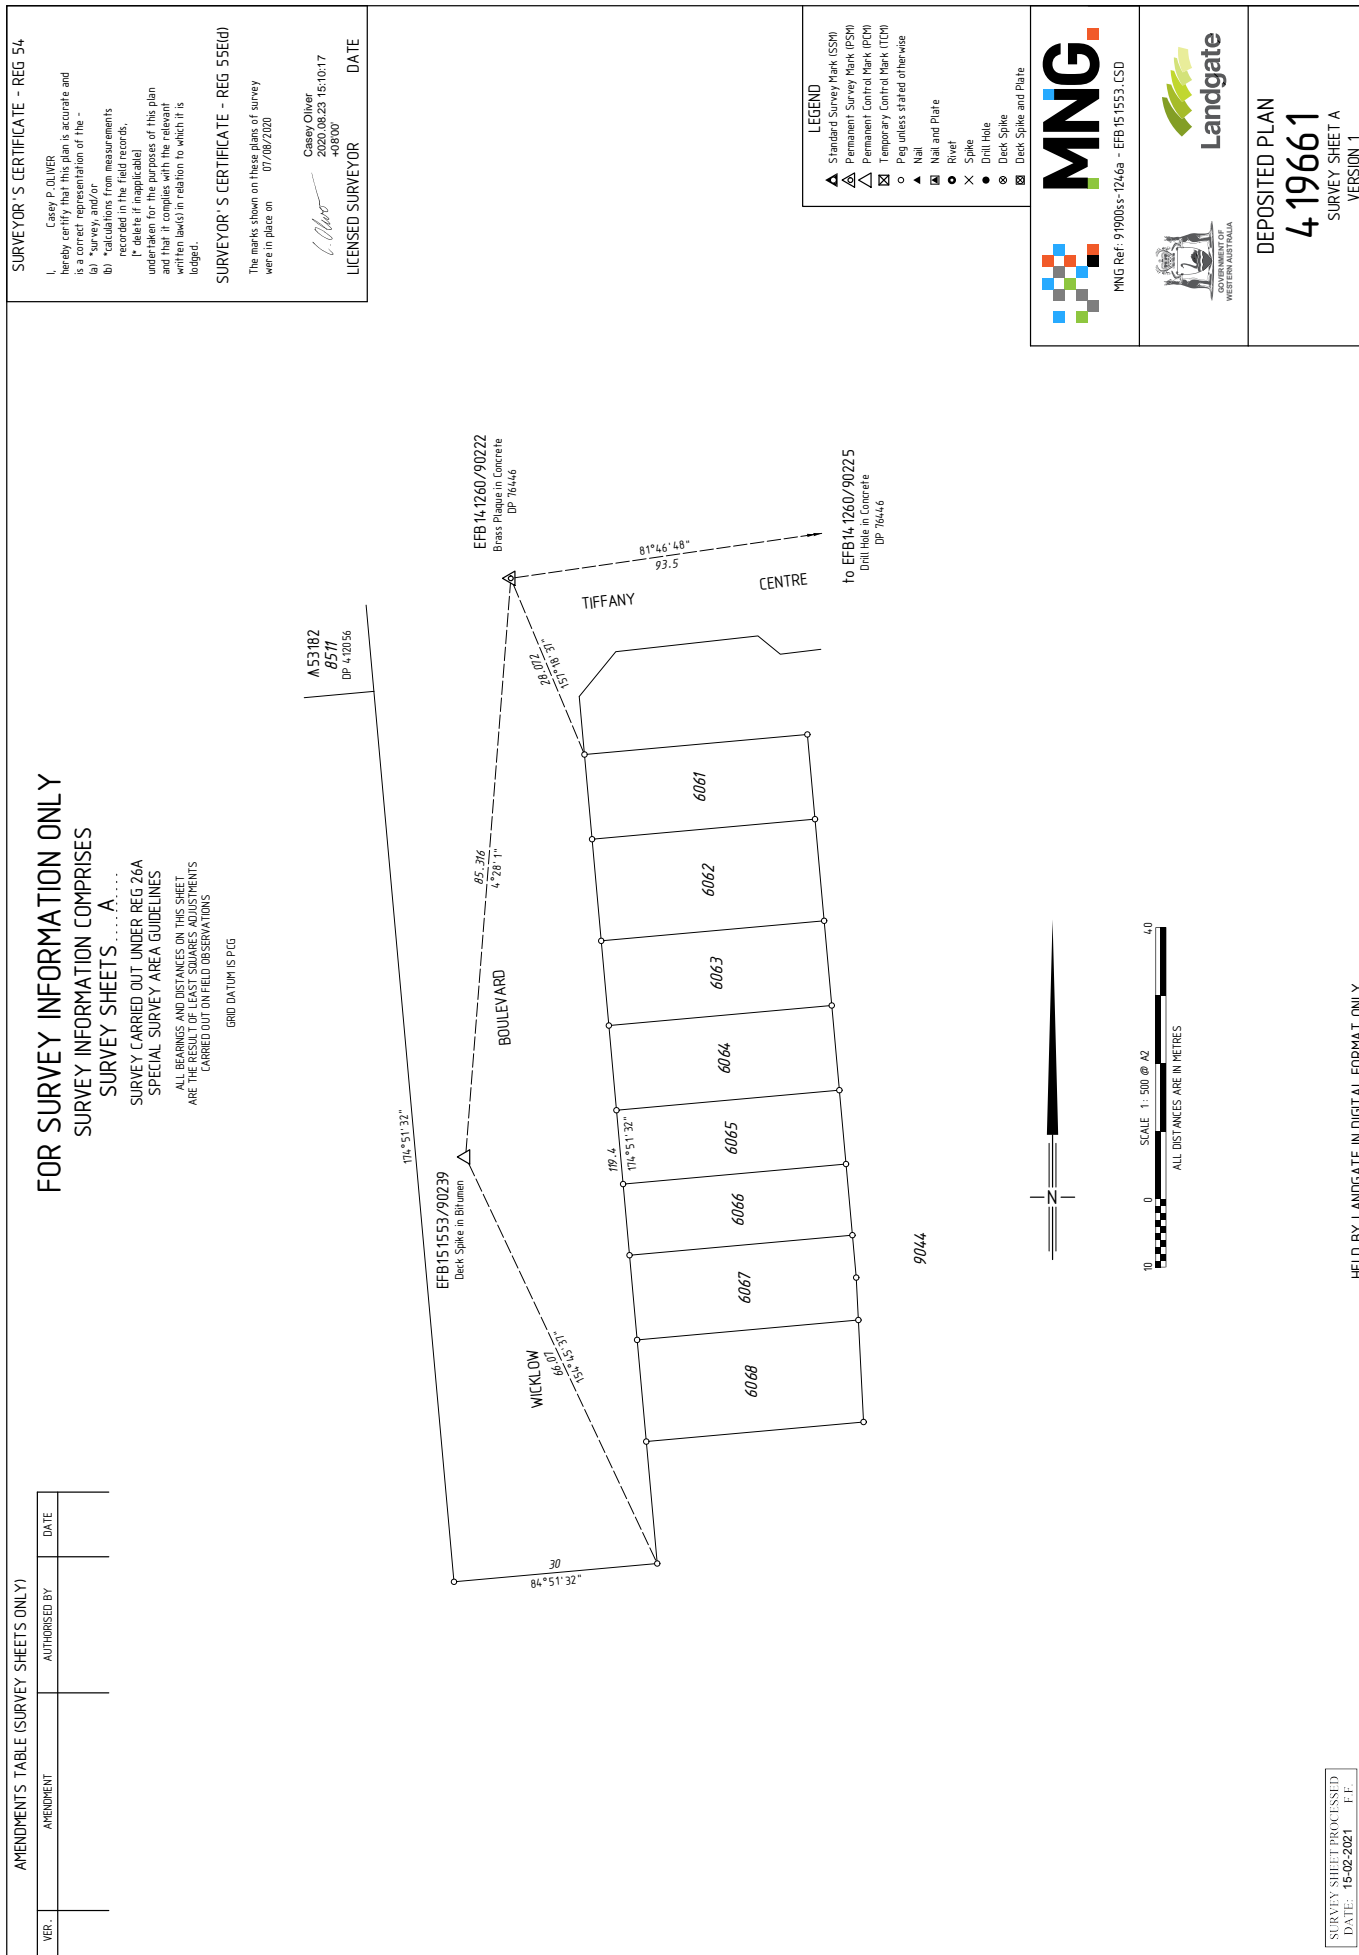 AMENDMENTS TABLE (SURVEY SHEETS ONLY)
VER.
AMENDMENT
AUTHORISED BY
DATE
FOR SURVEY INFORMATION ONLY
SURVEY INFORMATION COMPRISES
SURVEY SHEETS ....A..........
SURVEY CARRIED OUT UNDER REG 26A
SPECIAL SURVEY AREA GUIDELINES
ALL BEARINGS AND DISTANCES ON THIS SHEET
ARE THE RESULT OF LEAST SQUARES ADJUSTMENTS
CARRIED OUT ON FIELD OBSERVATIONS
GRID DATUM IS PCG
SURVEYOR'S CERTIFICATE - REG 54
I, Casey P.OLIVER
hereby certify that this plan is accurate and
is a correct representation of the -
(a) *survey, and/or
(b) *calculations from measurements
recorded in the field records,
[* delete if inapplicable]
undertaken for the purposes of this plan
and that it complies with the relevant
written law(s) in relation to which it is
lodged.
SURVEYOR'S CERTIFICATE - REG 55E(d)
The marks shown on these plans of survey
were in place on 07/08/2020
Casey Oliver
2020.08.23 15:10:17
+08'00'
LICENSED SURVEYOR DATE
A53182
8511
DP 412056
174°51'32"
EFB141260/90222
Brass Plaque in Concrete
DP 76446
85.316
4°28'1"
28.072
157°18'31"
81°46'48"
93.5
TIFFANY
CENTRE
to EFB141260/90225
Drill Hole in Concrete
DP 76446
EFB151553/90239
Deck Spike in Bitumen
WICKLOW
BOULEVARD
66.07
154°45'37"
30
84°51'32"
119.4
174°51'32"
6068
6067
6066
6065
6064
6063
6062
6061
9044
N
SCALE 1: 500 @ A2
10
0
40
ALL DISTANCES ARE IN METRES
LEGEND
Standard Survey Mark (SSM)
Permanent Survey Mark (PSM)
Permanent Control Mark (PCM)
Temporary Control Mark (TCM)
Peg unless stated otherwise
Nail
Nail and Plate
Rivet
Spike
Drill Hole
Deck Spike
Deck Spike and Plate
MNG
MNG Ref: 91900ss-1246a - EFB151553.CSD
GOVERNMENT OF
WESTERN AUSTRALIA
Landgate
DEPOSITED PLAN
419661
SURVEY SHEET A
VERSION 1
HELD BY LANDGATE IN DIGITAL FORMAT ONLY
SURVEY SHEET PROCESSED
DATE: 15-02-2021 F.F.